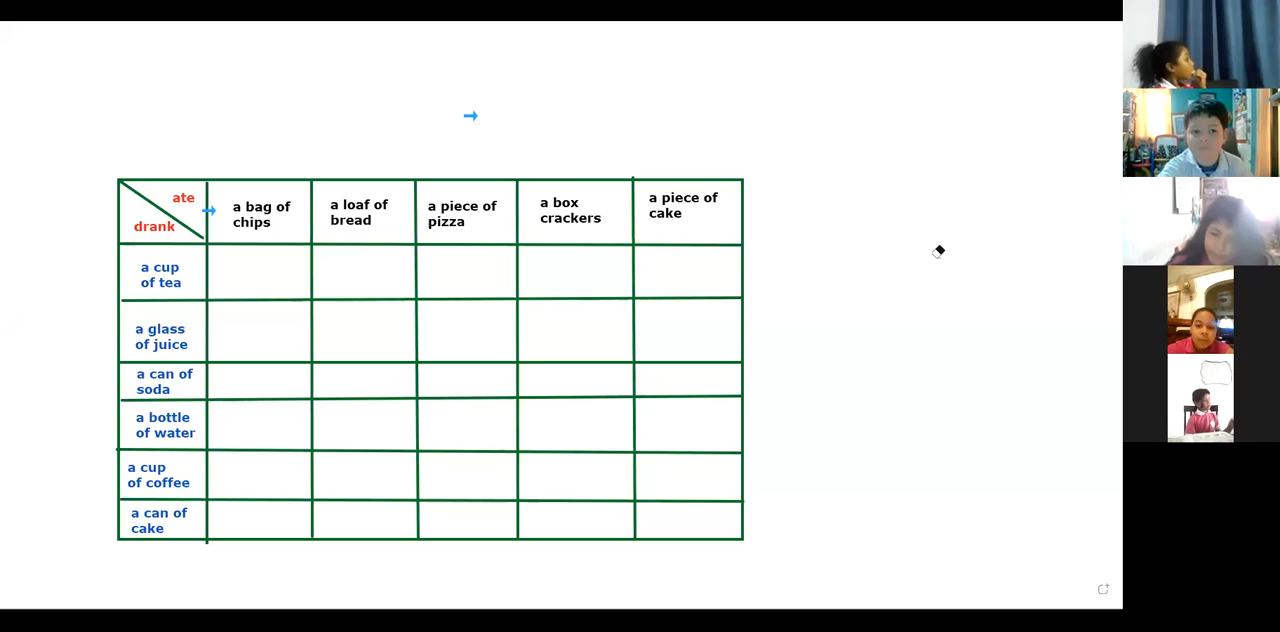 ate
drank
a bag of
chips
a loaf of
bread
a piece of
pizza
a box
crackers
a piece of
cake
a cup
of tea
a glass
of juice
a can of
soda
a bottle
of water
a cup
of coffee
a can of
cake